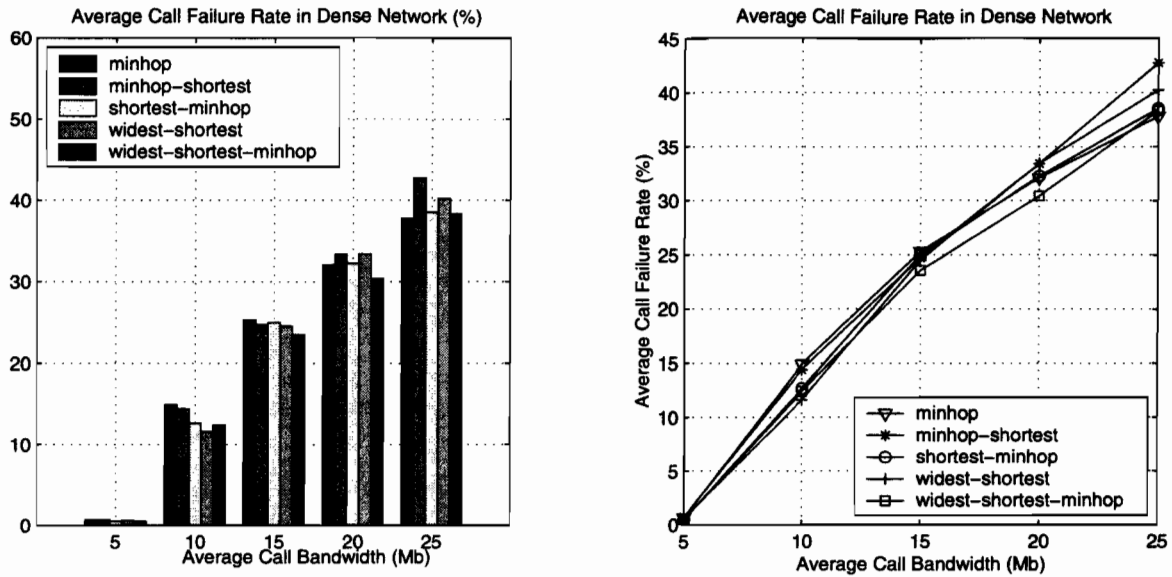 Average Call Failure Rate in Dense Network (%)
60
50
40
30
20
10
0
minhop
minhop-shortest
shortest-minhop
widest-shortest
widest-shortest-minhop
5
10
15
20
25
Average Call Bandwidth (Mb)
Average Call Failure Rate in Dense Network
Average Call Failure Rate (%)
45
40
35
30
25
20
15
10
5
0
minhop
minhop-shortest
shortest-minhop
widest-shortest
widest-shortest-minhop
5
10
15
20
25
Average Call Bandwidth (Mb)